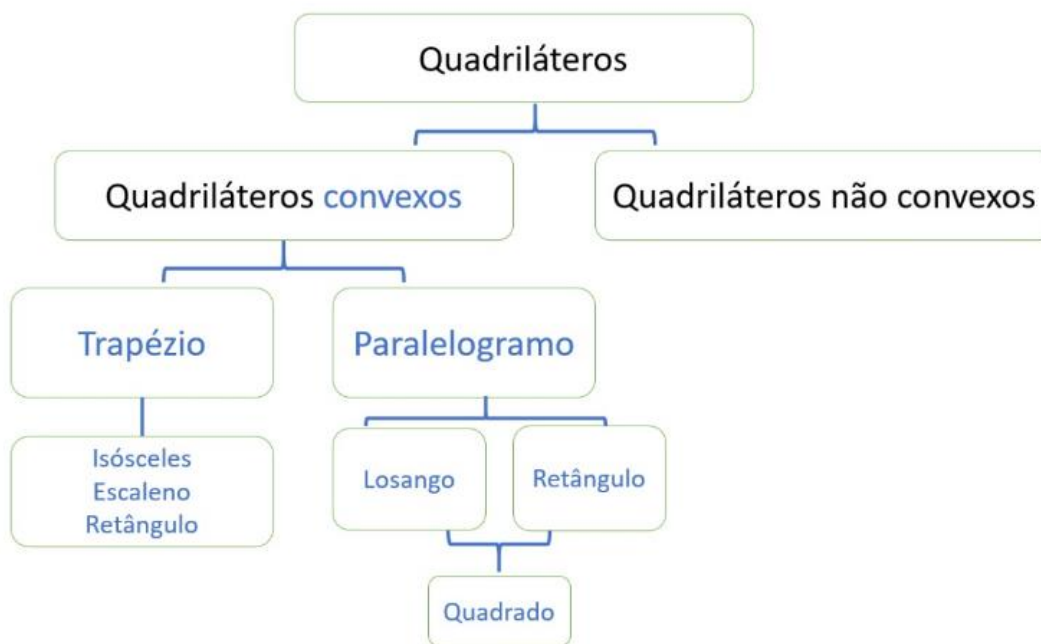 Quadriláteros
Quadriláteros convexos
Quadriláteros não convexos
Trapézio
Paralelogramo
Isósceles
Escaleno
Retângulo
Losango
Retângulo
Quadrado